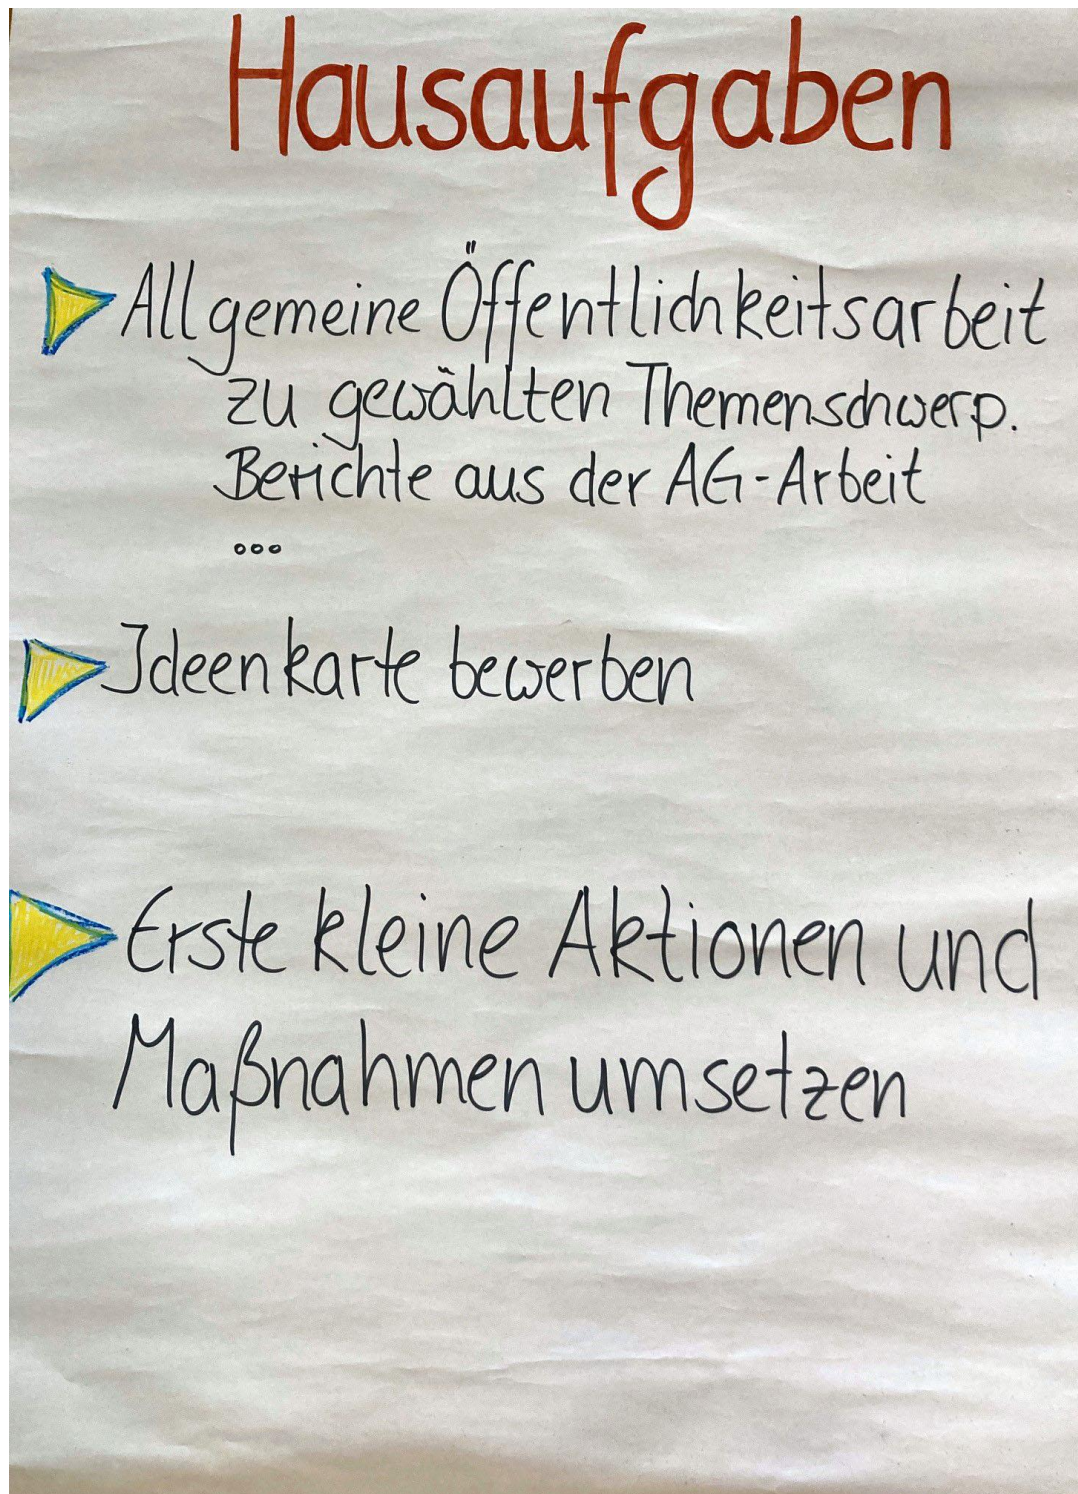 Hausaufgaben
Allgemeine Öffentlichkeitsarbeit
zu gewählten Themenschwerp.
Berichte aus der AG-Arbeit
...
Ideenkarte bewerben
Erste kleine Aktionen und
Maßnahmen umsetzen